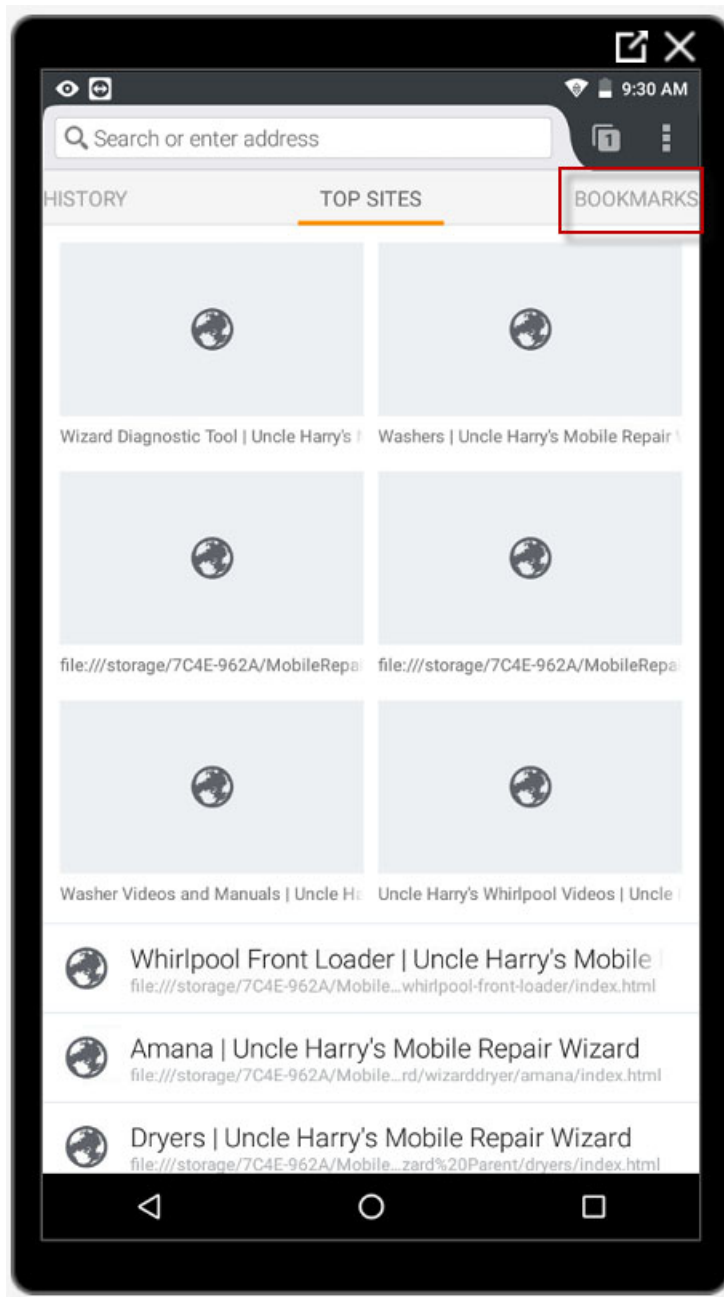 9:30 AM
Search or enter address
1
HISTORY TOP SITES BOOKMARKS
Wizard Diagnostic Tool | Uncle Harry's Washers | Uncle Harry's Mobile Repair
file:///storage/7C4E-962A/MobileRepa file:///storage/7C4E-962A/MobileRepa
Washer Videos and Manuals | Uncle Ha Uncle Harry's Whirlpool Videos | Uncle
Whirlpool Front Loader | Uncle Harry's Mobile
file:///storage/7C4E-962A/Mobile…whirlpool-front-loader/index.html
Amana | Uncle Harry's Mobile Repair Wizard
file:///storage/7C4E-962A/Mobile…rd/wizarddryer/amana/index.html
Dryers | Uncle Harry's Mobile Repair Wizard
file:///storage/7C4E-962A/Mobile…zard%20Parent/dryers/index.html